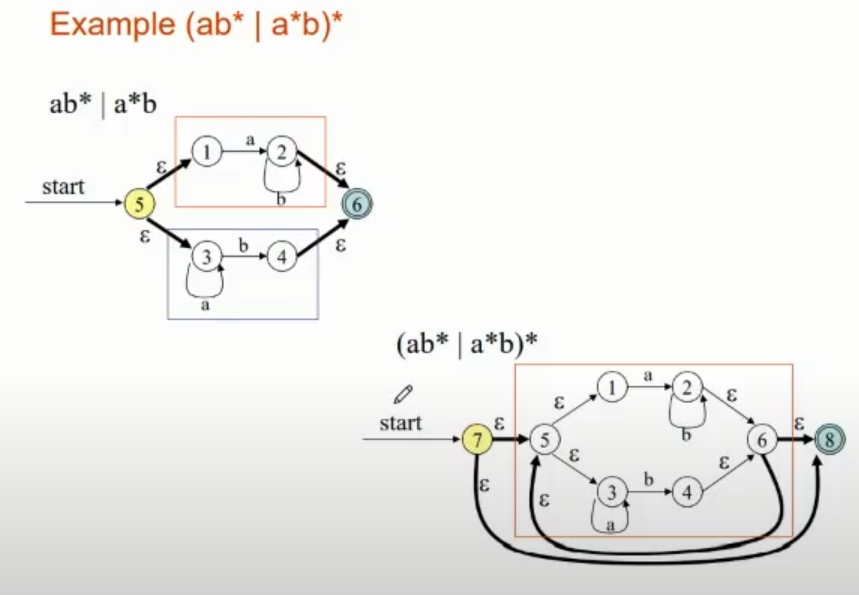 Example (ab* | a*b)*
ab* | a*b
1 a 2
ε ε
b
start
5 6
ε ε
3 b 4
a
(ab* | a*b)*
1 a 2
ε ε
b
start
7 ε 5 6 ε 8
ε ε
3 b 4
ε ε
a